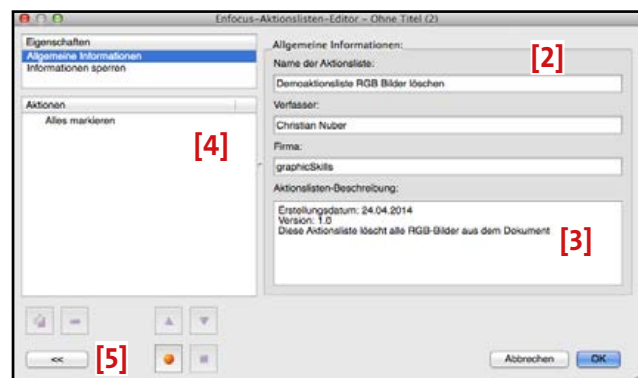 Enfocus-Aktionslisten-Editor – Ohne Titel (2)
Eigenschaften
Allgemeine Informationen
Informationen sperren
Aktionen
Alles markieren
[4]
Allgemeine Informationen:
Name der Aktionsliste:
[2]
Demoaktionsliste RGB Bilder löschen
Verfasser:
Christian Nuber
Firma:
graphicSkills
Aktionslisten-Beschreibung:
Erstellungsdatum: 24.04.2014
Version: 1.0
Diese Aktionsliste löscht alle RGB-Bilder aus dem Dokument
[3]
<< [5]
Abbrechen OK